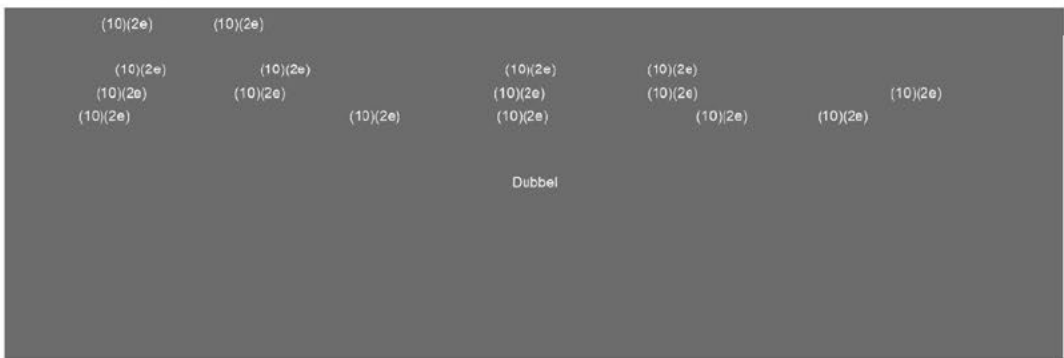 (10)(2e) (10)(2e)
(10)(2e) (10)(2e) (10)(2e) (10)(2e)
(10)(2e) (10)(2e) (10)(2e) (10)(2e) (10)(2e)
(10)(2e) (10)(2e) (10)(2e) (10)(2e) (10)(2e)
Dubbel